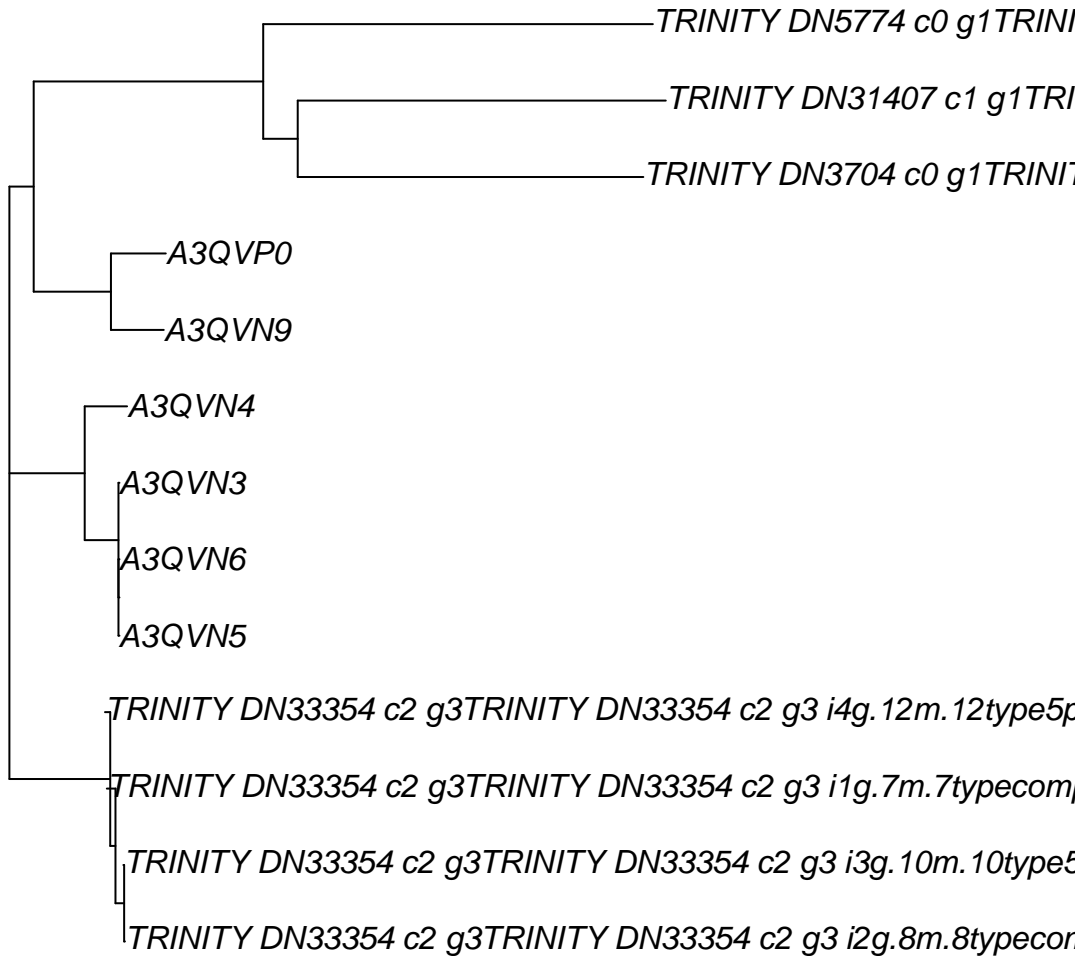 TRINITY DN5774 c0 g1TRINI
TRINITY DN31407 c1 g1TRI
TRINITY DN3704 c0 g1TRINIT
A3QVP0
A3QVN9
A3QVN4
A3QVN3
A3QVN6
A3QVN5
TRINITY DN33354 c2 g3TRINITY DN33354 c2 g3 i4g.12m.12type5p
TRINITY DN33354 c2 g3TRINITY DN33354 c2 g3 i1g.7m.7typecomp
TRINITY DN33354 c2 g3TRINITY DN33354 c2 g3 i3g.10m.10type5
TRINITY DN33354 c2 g3TRINITY DN33354 c2 g3 i2g.8m.8typecom